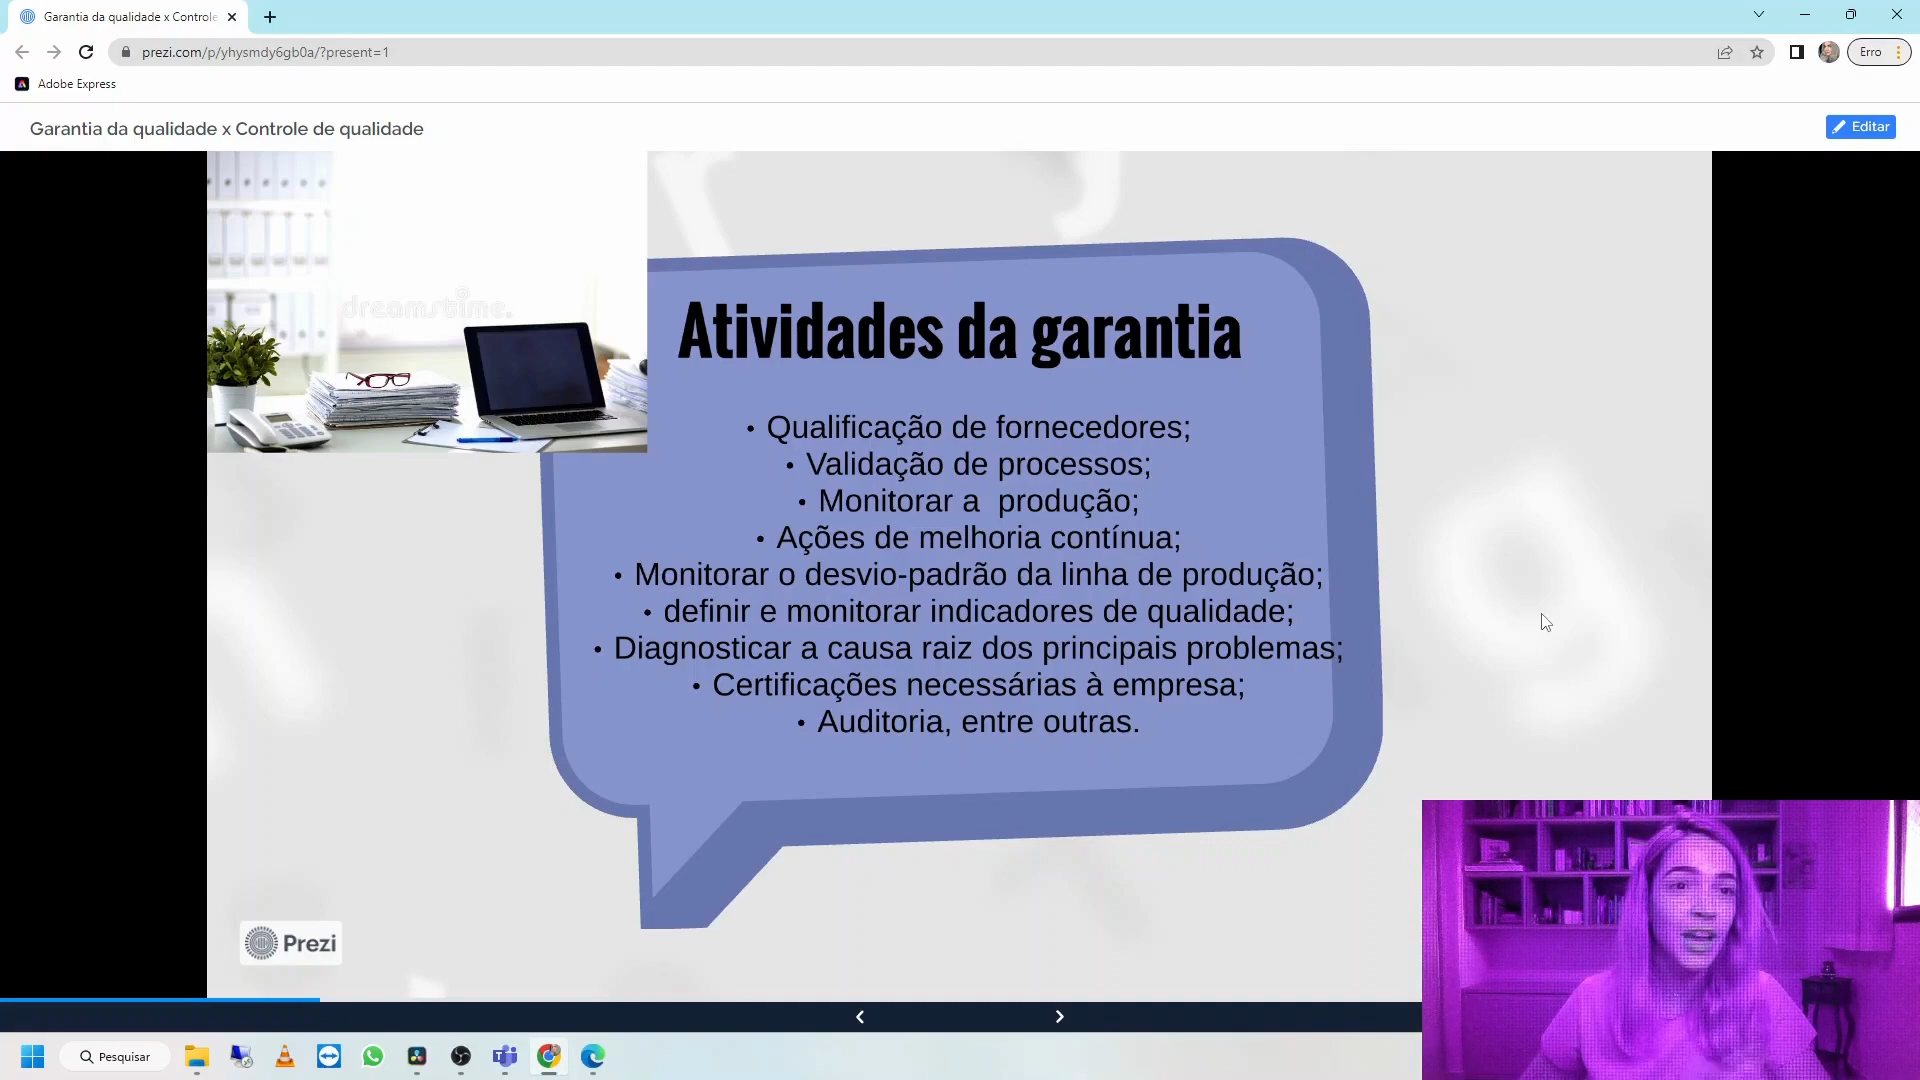 Garantia da qualidade x Controle
prezi.com/p/yhysmdy6gb0a/?present=1
Erro
Adobe Express
Garantia da qualidade x Controle de qualidade
Editar
dreamstime.
Atividades da garantia
• Qualificação de fornecedores;
• Validação de processos;
• Monitorar a  produção;
• Ações de melhoria contínua;
• Monitorar o desvio-padrão da linha de produção;
• definir e monitorar indicadores de qualidade;
• Diagnosticar a causa raiz dos principais problemas;
• Certificações necessárias à empresa;
• Auditoria, entre outras.
Prezi
Pesquisar